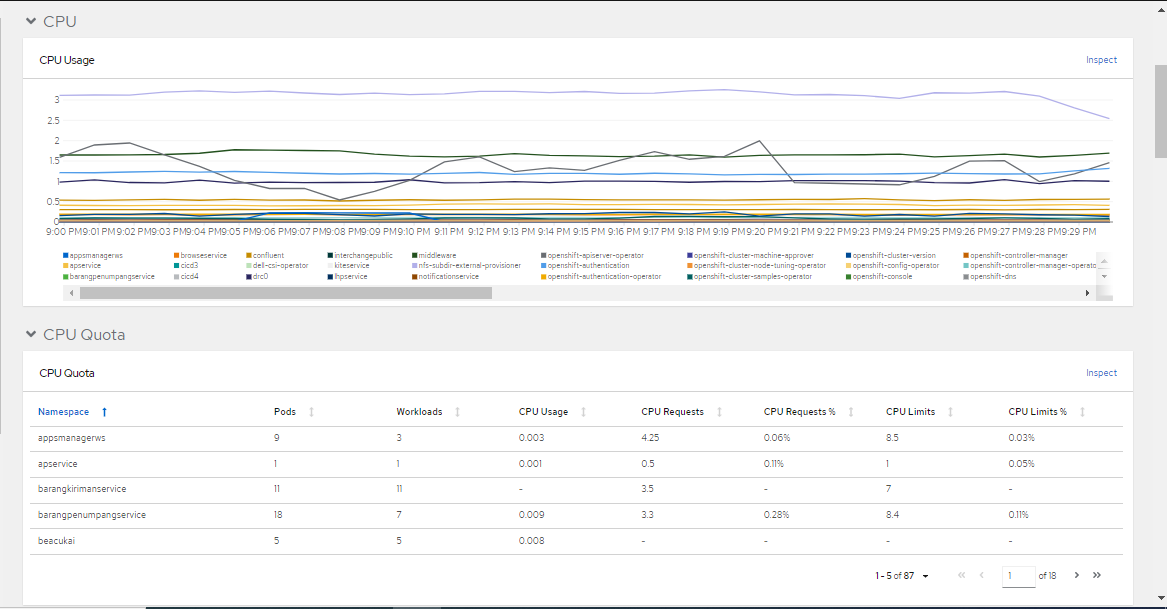 CPU
CPU Usage Inspect
3
2.5
2
1.5
1
0.5
0
9:00 PM 9:01 PM 9:02 PM 9:03 PM 9:04 PM 9:05 PM 9:06 PM 9:07 PM 9:08 PM 9:09 PM 9:10 PM 9:11 PM 9:12 PM 9:13 PM 9:14 PM 9:15 PM 9:16 PM 9:17 PM 9:18 PM 9:19 PM 9:20 PM 9:21 PM 9:22 PM 9:23 PM 9:24 PM 9:25 PM 9:26 PM 9:27 PM 9:28 PM 9:29 PM
appsmanagerws browseservice confluent interchangepublic middleware openshift-apiserver-operator openshift-cluster-machine-approver openshift-cluster-version openshift-controller-manager
apservice cicd3 dell-csi-operator kiteservice nfs-subdir-external-provisioner openshift-authentication openshift-cluster-node-tuning-operator openshift-config-operator openshift-controller-manager-operato
barangpenumpangservice cicd4 drc0 lhpservice notificationservice openshift-authentication-operator openshift-cluster-samples-operator openshift-console openshift-dns
CPU Quota
CPU Quota Inspect
Namespace Pods Workloads CPU Usage CPU Requests CPU Requests % CPU Limits CPU Limits %
appsmanagerws 9 3 0.003 4.25 0.06% 8.5 0.03%
apservice 1 1 0.001 0.5 0.11% 1 0.05%
barangkirimanservice 11 11 - 3.5 - 7 -
barangpenumpangservice 18 7 0.009 3.3 0.28% 8.4 0.11%
beacukai 5 5 0.008 - - - -
1 - 5 of 87 1 of 18